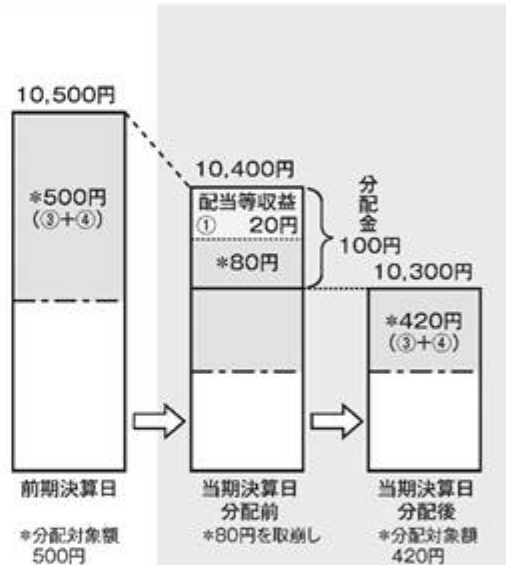 10,500円
*500円
(③+④)
前期決算日
*分配対象額
500円
10,400円
配当等収益
① 20円
*80円
分配金
100円
当期決算日
分配前
*80円を取崩し
10,300円
*420円
(③+④)
当期決算日
分配後
*分配対象額
420円